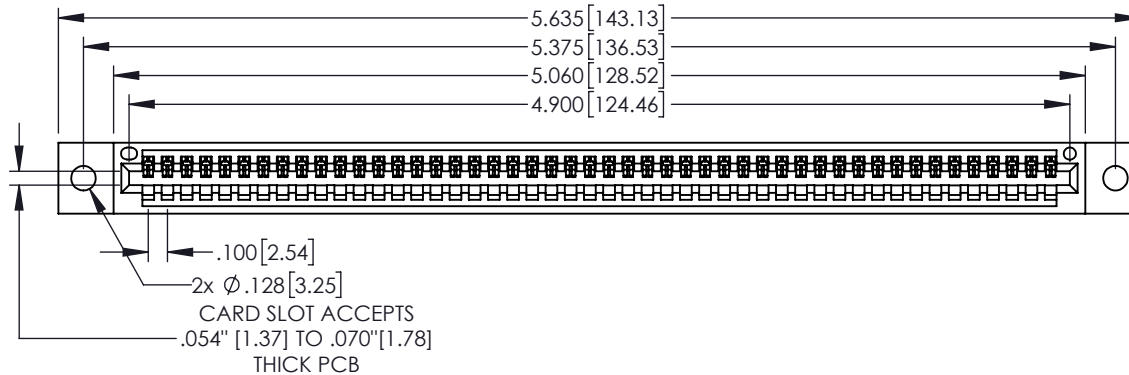 5.635[143.13]
5.375[136.53]
5.060[128.52]
4.900[124.46]
.100[2.54]
2x Ø.128[3.25]
CARD SLOT ACCEPTS
.054" [1.37] TO .070"[1.78]
THICK PCB